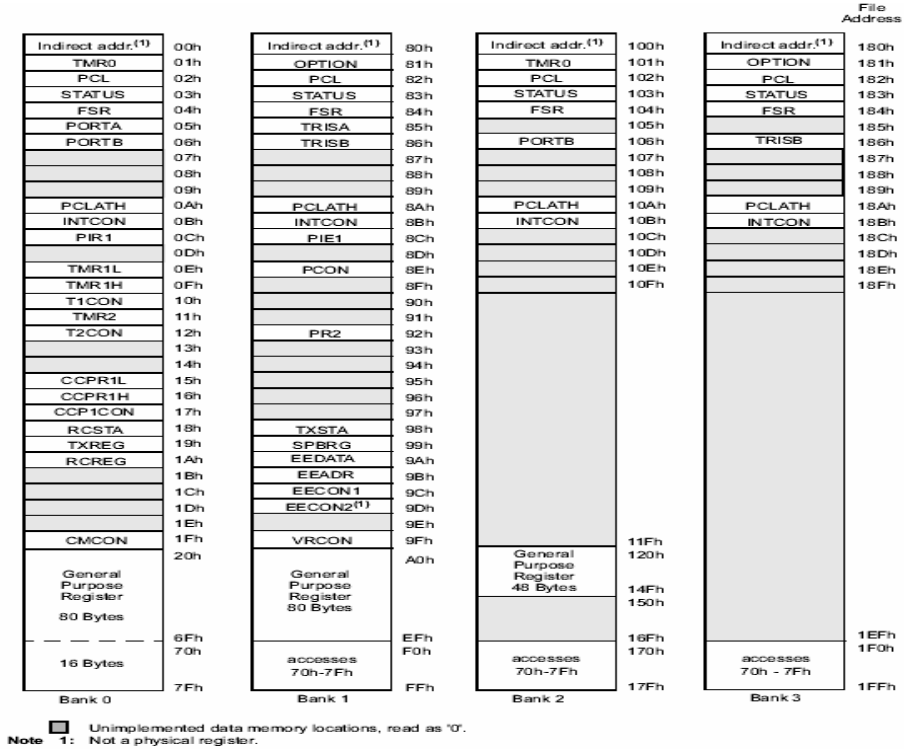 File
Address
Indirect addr.(1) 00h Indirect addr.(1) 80h Indirect addr.(1) 100h Indirect addr.(1) 180h
TMR0 01h OPTION 81h TMR0 101h OPTION 181h
PCL 02h PCL 82h PCL 102h PCL 182h
STATUS 03h STATUS 83h STATUS 103h STATUS 183h
FSR 04h FSR 84h FSR 104h FSR 184h
PORTA 05h TRISA 85h 105h 185h
PORTB 06h TRISB 86h PORTB 106h TRISB 186h
07h 87h 107h 187h
08h 88h 108h 188h
09h 89h 109h 189h
PCLATH 0Ah PCLATH 8Ah PCLATH 10Ah PCLATH 18Ah
INTCON 0Bh INTCON 8Bh INTCON 10Bh INTCON 18Bh
PIR1 0Ch PIE1 8Ch 10Ch 18Ch
0Dh 8Dh 10Dh 18Dh
TMR1L 0Eh PCON 8Eh 10Eh 18Eh
TMR1H 0Fh 8Fh 10Fh 18Fh
T1CON 10h 90h
TMR2 11h 91h
T2CON 12h PR2 92h
13h 93h
14h 94h
CCPR1L 15h 95h
CCPR1H 16h 96h
CCP1CON 17h 97h
RCSTA 18h TXSTA 98h
TXREG 19h SPBRG 99h
RCREG 1Ah EEDATA 9Ah
1Bh EEADR 9Bh
1Ch EECON1 9Ch
1Dh EECON2(1) 9Dh
1Eh 9Eh
CMCON 1Fh VRCON 9Fh 11Fh
20h A0h General 120h
General General Purpose
Purpose Purpose Register
Register Register 48 Bytes 14Fh
80 Bytes 80 Bytes 150h
6Fh EFh 16Fh 1EFh
70h F0h 170h 1F0h
16 Bytes accesses accesses accesses
70h-7Fh 70h-7Fh 70h - 7Fh
7Fh FFh 17Fh 1FFh
Bank 0 Bank 1 Bank 2 Bank 3
Unimplemented data memory locations, read as '0'.
Note 1: Not a physical register.